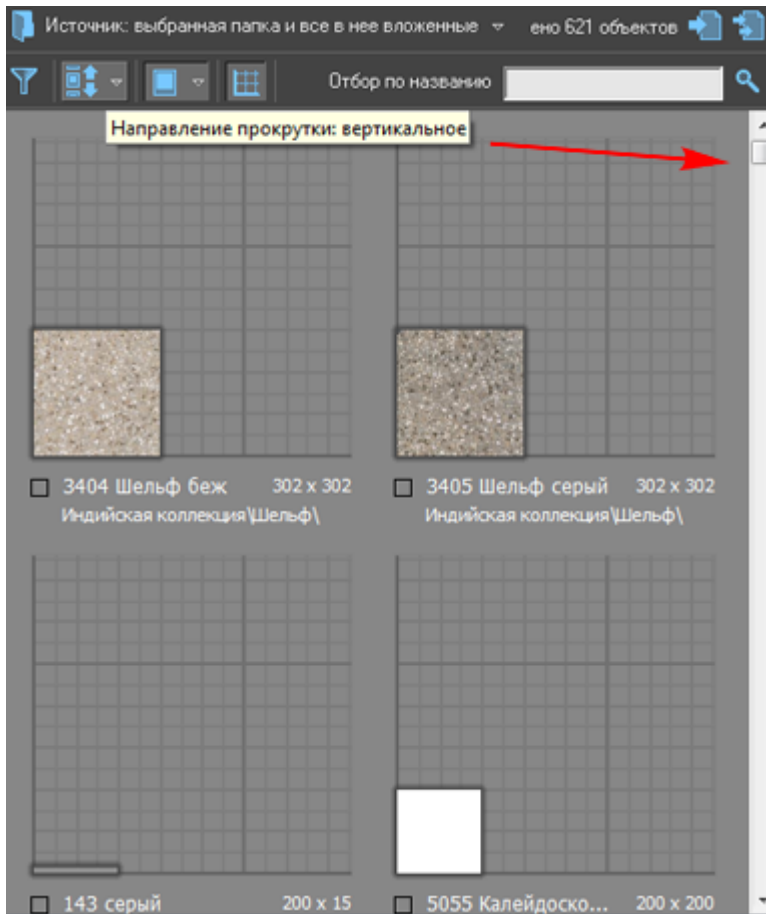 Источник: выбранная папка и все в нее вложенные ено 621 объектов
Отбор по названию
Направление прокрутки: вертикальное
3404 Шельф беж 302 x 302 3405 Шельф серый 302 x 302
Индийская коллекция\Шельф\ Индийская коллекция\Шельф\
143 серый 200 x 15 5055 Калейдоско... 200 x 200